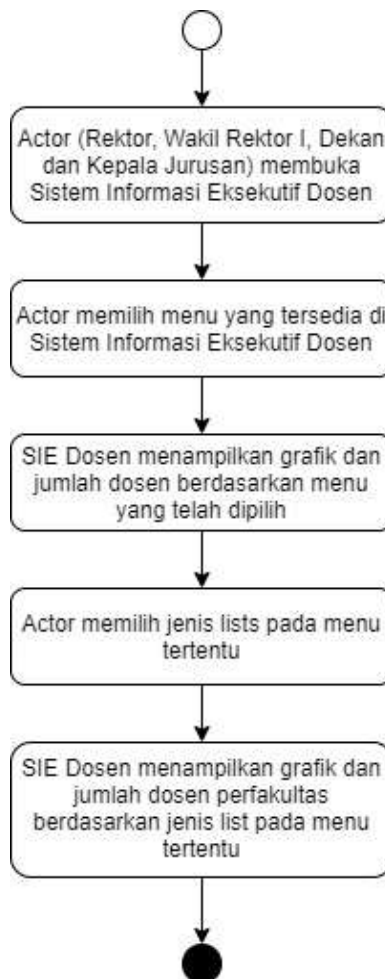 Actor (Rektor, Wakil Rektor I, Dekan
dan Kepala Jurusan) membuka
Sistem Informasi Eksekutif Dosen
Actor memilih menu yang tersedia di
Sistem Informasi Eksekutif Dosen
SIE Dosen menampilkan grafik dan
jumlah dosen berdasarkan menu
yang telah dipilih
Actor memilih jenis lists pada menu
tertentu
SIE Dosen menampilkan grafik dan
jumlah dosen perfakultas
berdasarkan jenis list pada menu
tertentu